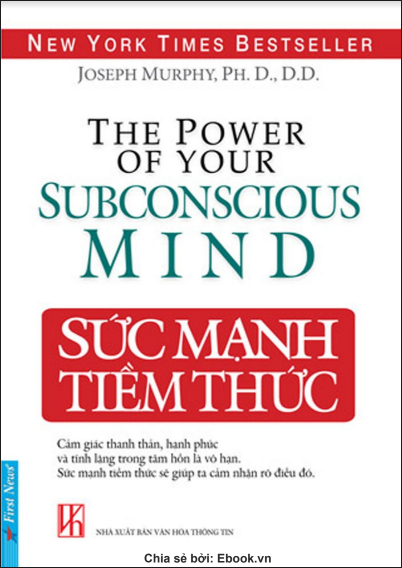 NEW YORK TIMES BESTSELLER
JOSEPH MURPHY, PH. D., D.D.
THE POWER
OF YOUR
SUBCONSCIOUS
MIND
SỨC MẠNH
TIỀM THỨC
Cảm giác thanh thản, hạnh phúc
và tĩnh lặng trong tâm hồn là vô hạn.
Sức mạnh tiềm thức sẽ giúp ta cảm nhận rõ điều đó.
First News
NHÀ XUẤT BẢN VĂN HÓA THÔNG TIN
Chia sẻ bởi: Ebook.vn